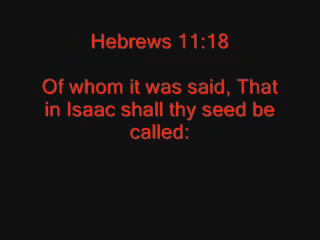 Hebrews 11:18
Of whom it was said, That
in Isaac shall thy seed be
called: